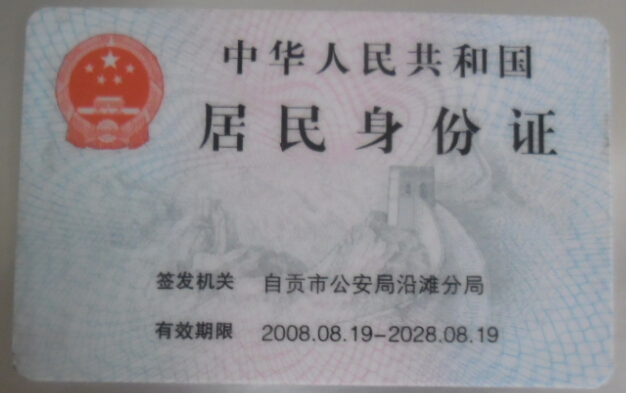 中华人民共和国
居民身份证
签发机关 自贡市公安局沿滩分局
有效期限 2008.08.19-2028.08.19